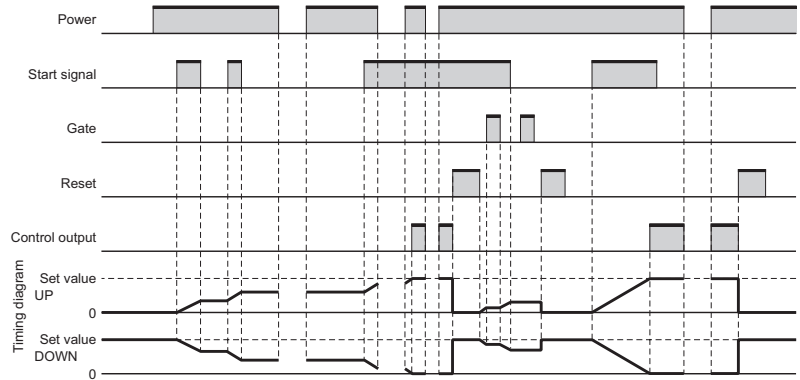 Power
Start signal
Gate
Reset
Control output
Timing diagram
Set value
UP
0
Set value
DOWN
0